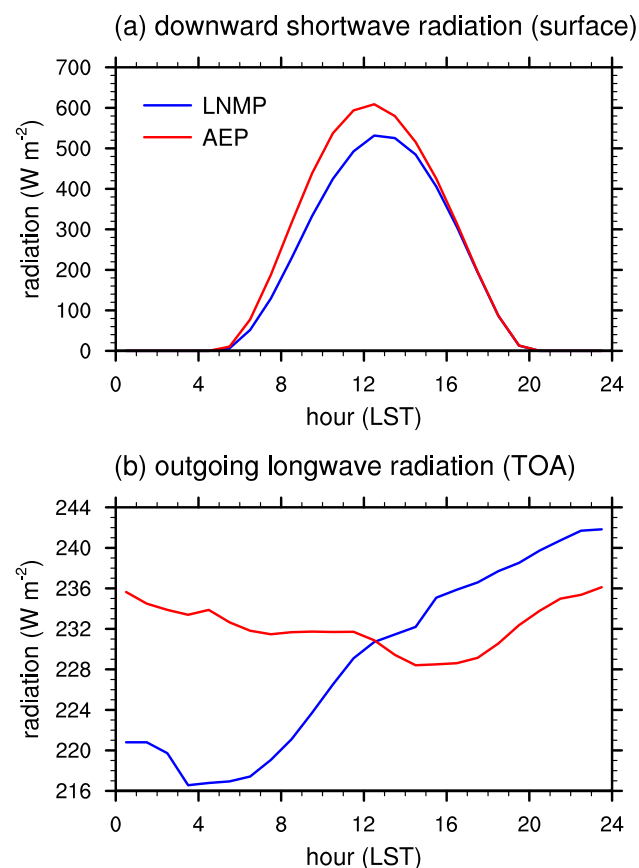 (a) downward shortwave radiation (surface)
700
600
500
400
300
200
100
0
radiation (W m⁻²)
LNMP
AEP
0 4 8 12 16 20 24
hour (LST)
(b) outgoing longwave radiation (TOA)
244
240
236
232
228
224
220
216
radiation (W m⁻²)
0 4 8 12 16 20 24
hour (LST)